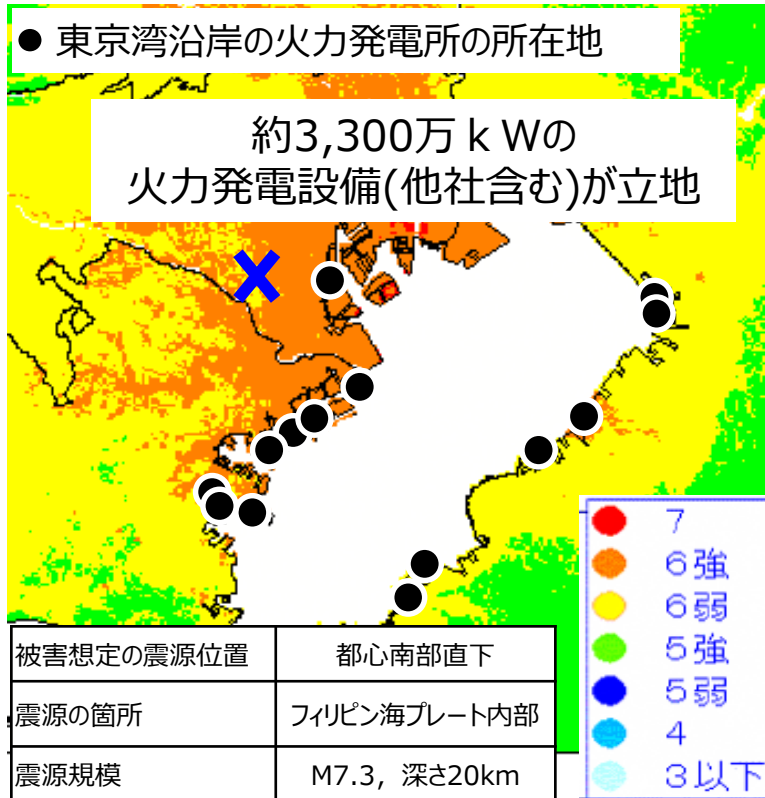 ● 東京湾沿岸の火力発電所の所在地
約3,300万ｋWの
火力発電設備(他社含む)が立地
7
6強
6弱
5強
5弱
4
3以下
被害想定の震源位置 都心南部直下
震源の箇所 フィリピン海プレート内部
震源規模 M7.3, 深さ20km